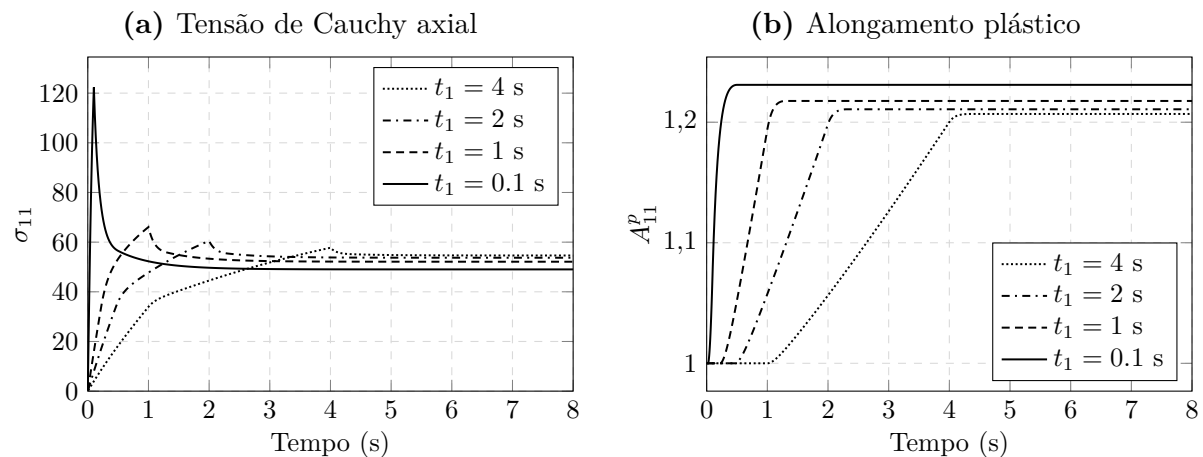 (a) Tensão de Cauchy axial
120
100
80
60
40
20
0
σ₁₁
0 1 2 3 4 5 6 7 8
Tempo (s)
t₁ = 4 s
t₁ = 2 s
t₁ = 1 s
t₁ = 0.1 s
(b) Alongamento plástico
1,2
1,1
1
Aᵖ₁₁
0 1 2 3 4 5 6 7 8
Tempo (s)
t₁ = 4 s
t₁ = 2 s
t₁ = 1 s
t₁ = 0.1 s